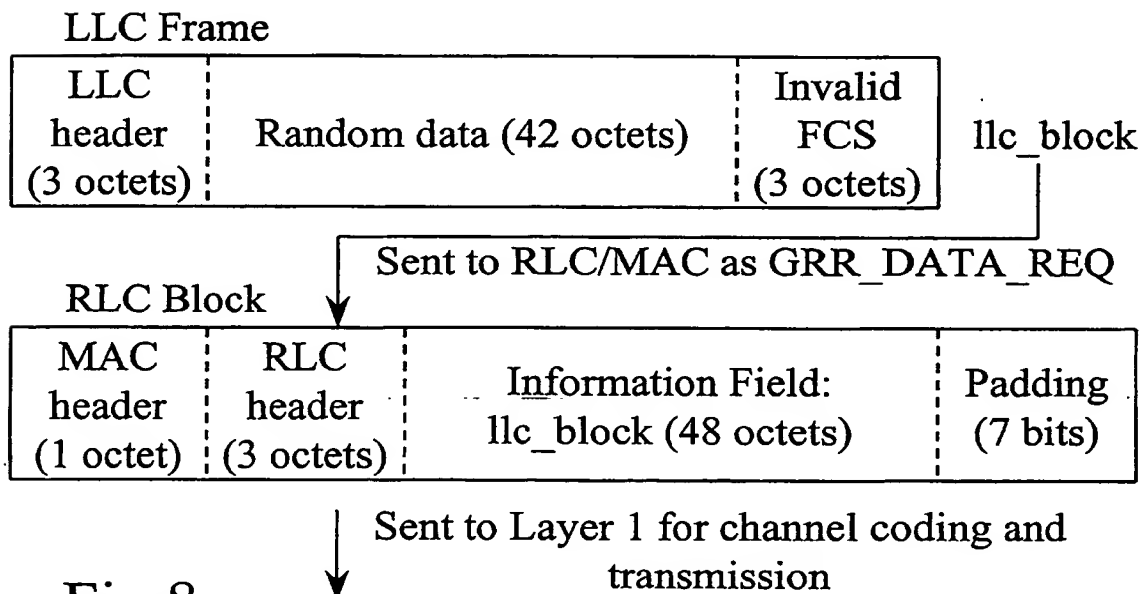 LLC Frame
LLC
header
(3 octets)
Random data (42 octets)
Invalid
FCS
(3 octets)
llc_block
Sent to RLC/MAC as GRR_DATA_REQ
RLC Block
MAC
header
(1 octet)
RLC
header
(3 octets)
Information Field:
llc_block (48 octets)
Padding
(7 bits)
Sent to Layer 1 for channel coding and
transmission